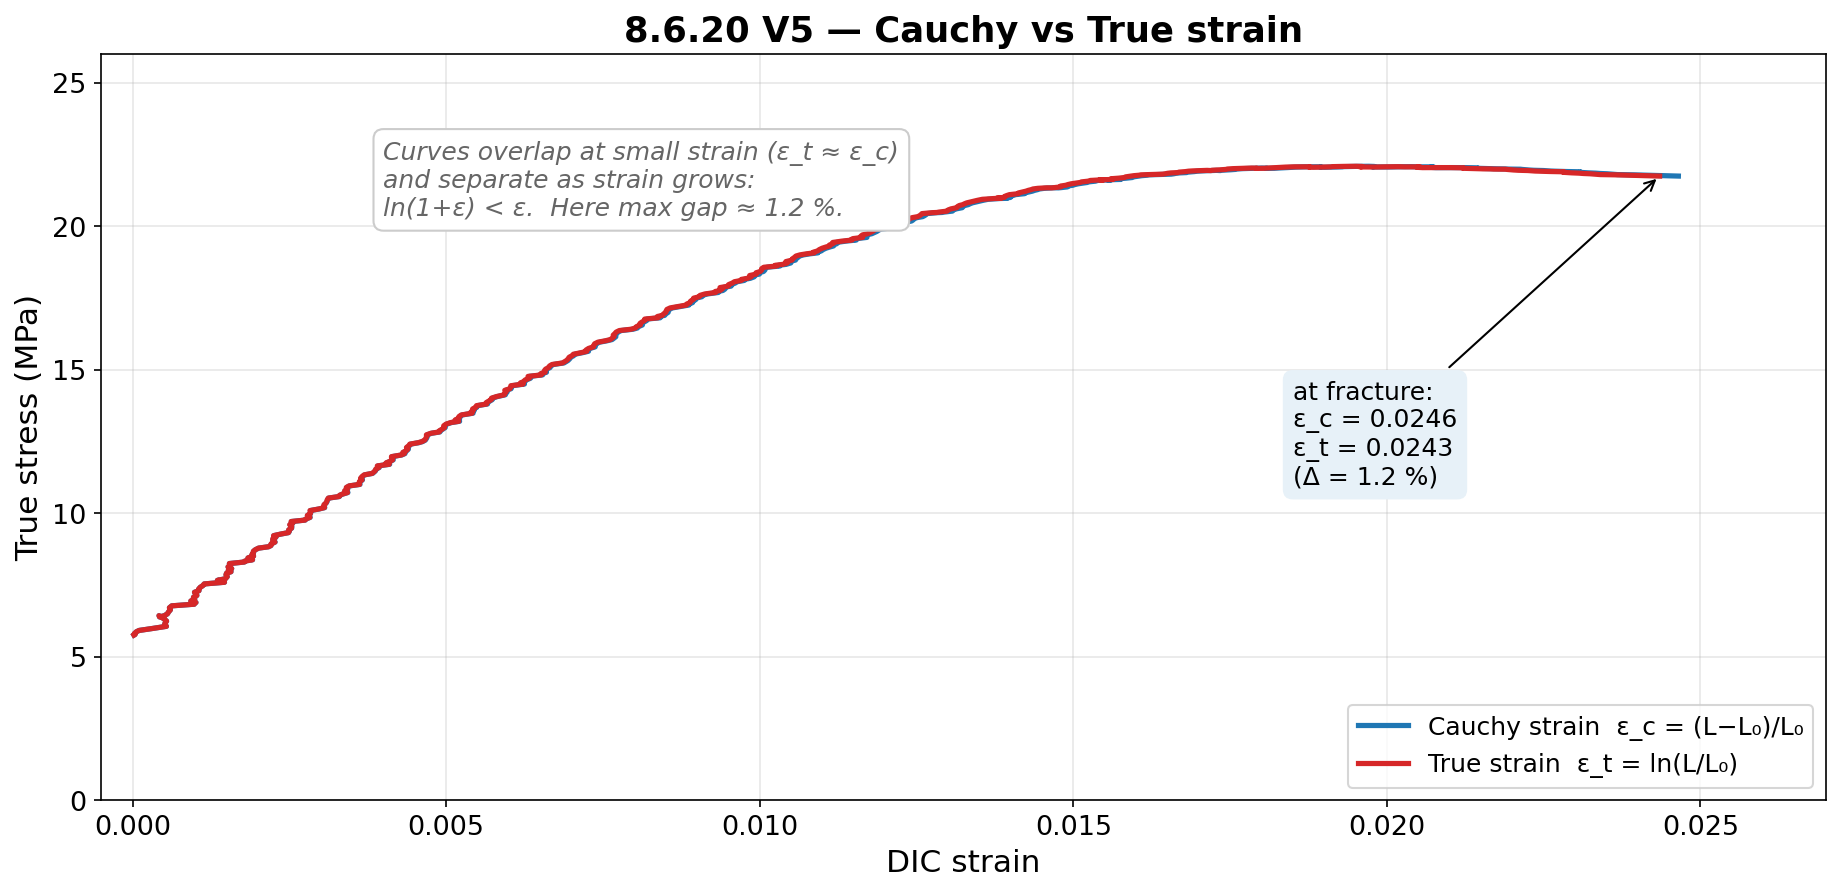 8.6.20 V5 — Cauchy vs True strain
25
20
15
10
5
0
True stress (MPa)
Curves overlap at small strain (ε_t ≈ ε_c)
and separate as strain grows:
ln(1+ε) < ε.  Here max gap ≈ 1.2 %.
at fracture:
ε_c = 0.0246
ε_t = 0.0243
(Δ = 1.2 %)
Cauchy strain  ε_c = (L−L₀)/L₀
True strain  ε_t = ln(L/L₀)
0.000 0.005 0.010 0.015 0.020 0.025
DIC strain